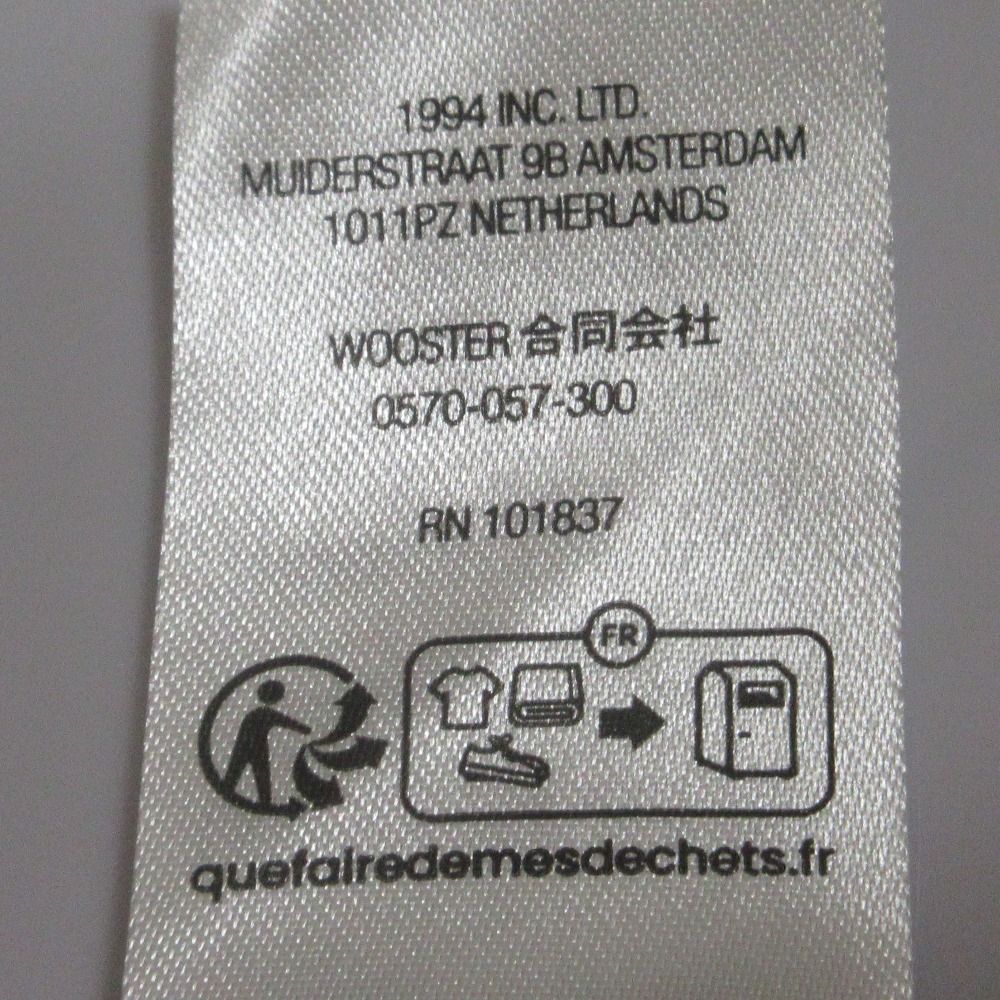 1994 INC. LTD.
MUIDERSTRAAT 9B AMSTERDAM
1011PZ NETHERLANDS
WOOSTER 合同会社
0570-057-300
RN 101837
FR
quefairedemesdechets.fr